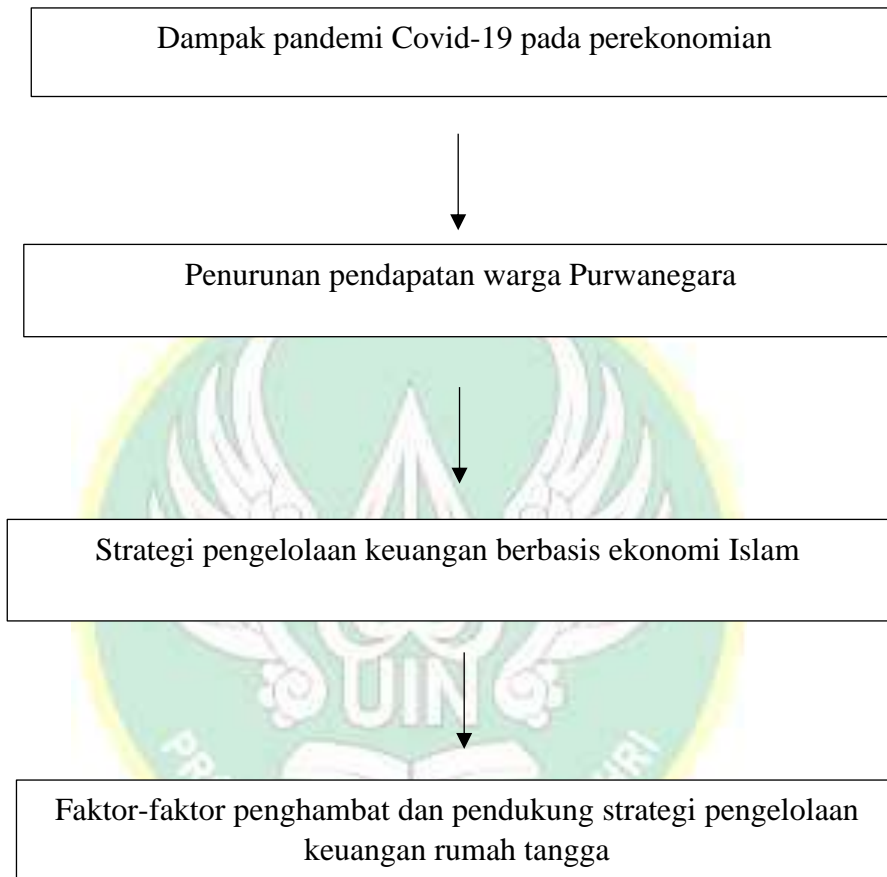 Dampak pandemi Covid-19 pada perekonomian
Penurunan pendapatan warga Purwanegara
Strategi pengelolaan keuangan berbasis ekonomi Islam
UIN
Faktor-faktor penghambat dan pendukung strategi pengelolaan
keuangan rumah tangga